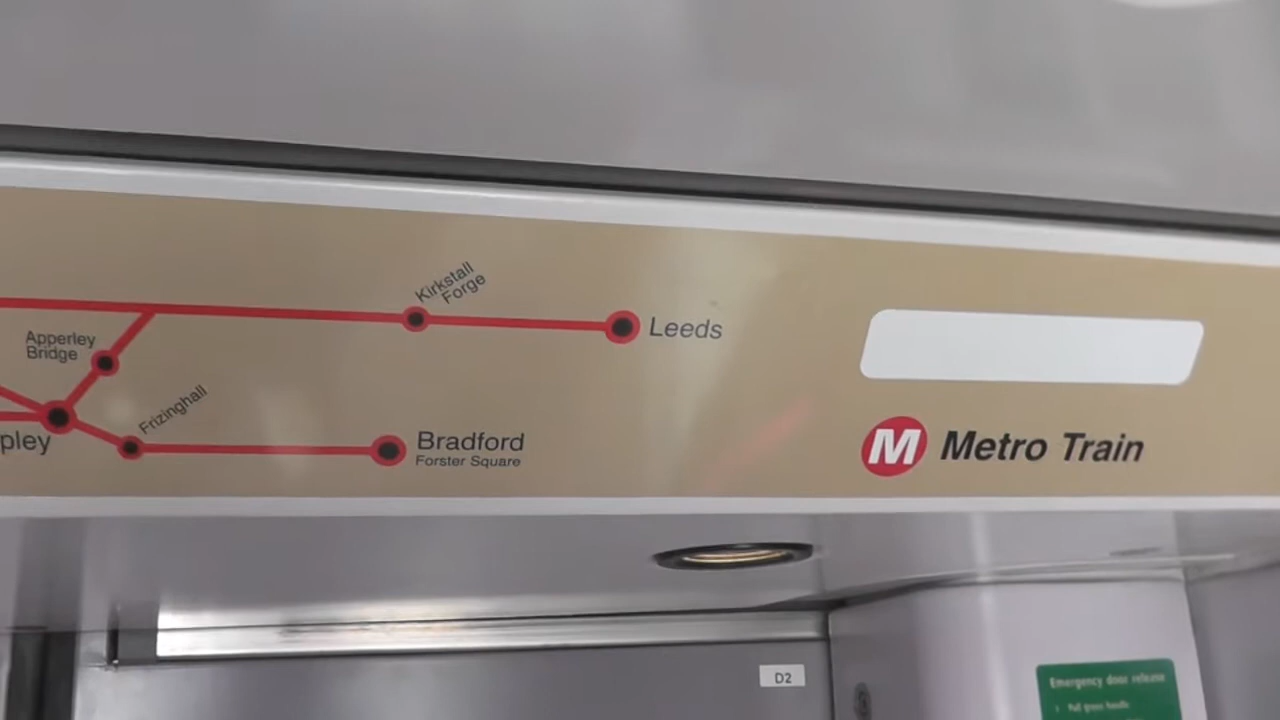 Kirkstall
Forge
Leeds
Apperley
Bridge
Frizinghall
pley
Bradford
Forster Square
M Metro Train
D2
Emergency door release